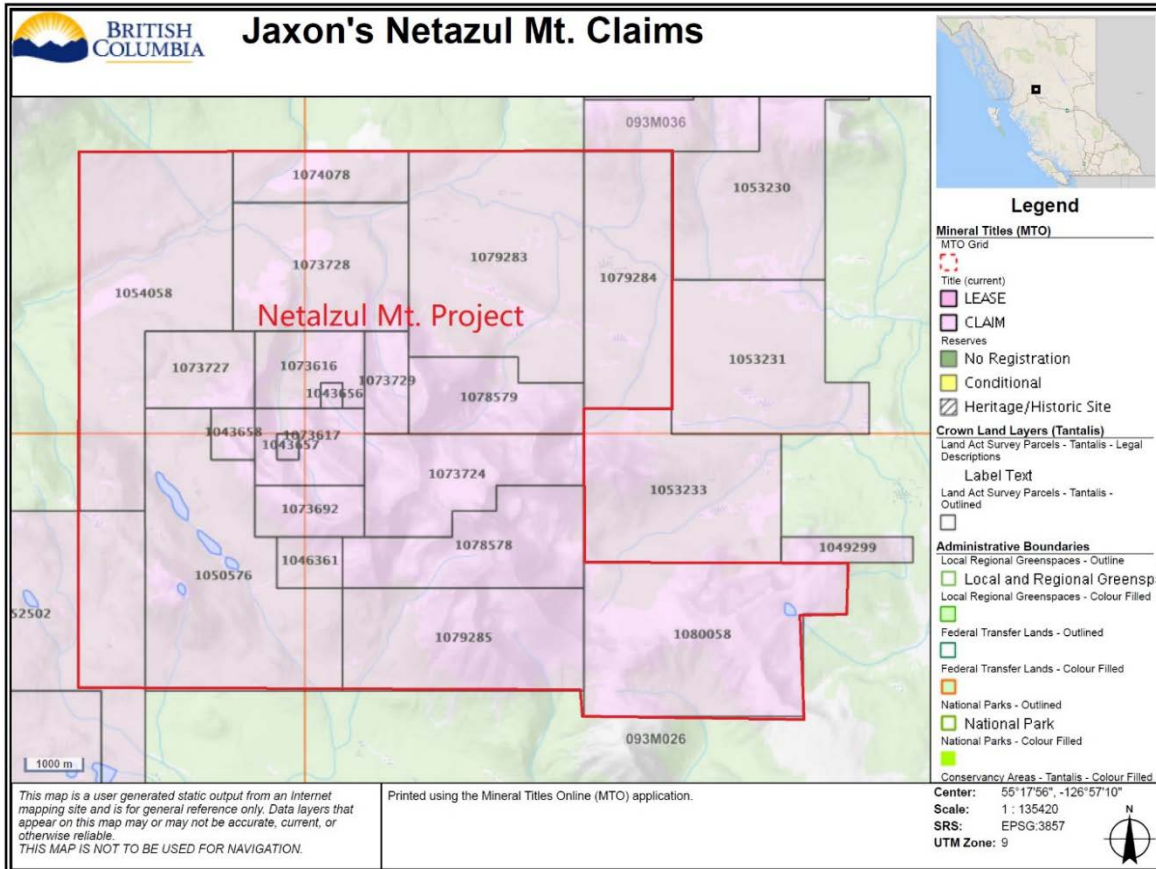 BRITISH
COLUMBIA
Jaxon's Netazul Mt. Claims
093M036
1074078
1053230
1079283
1073728
1079284
1054058
Netalzul Mt. Project
1053231
1073727
1073616
1073729
1043656
1078579
1043658
1073617
1043657
1073724
1053233
1073692
1078578
1049299
1046361
1050576
52502
1079285
1080058
093M026
1000 m
Legend
Mineral Titles (MTO)
MTO Grid
Title (current)
LEASE
CLAIM
Reserves
No Registration
Conditional
Heritage/Historic Site
Crown Land Layers (Tantalis)
Land Act Survey Parcels - Tantalis - Legal
Descriptions
Label Text
Land Act Survey Parcels - Tantalis -
Outlined
Administrative Boundaries
Local Regional Greenspaces - Outline
Local and Regional Greensp
Local Regional Greenspaces - Colour Filled
Federal Transfer Lands - Outlined
Federal Transfer Lands - Colour Filled
National Parks - Outlined
National Park
National Parks - Colour Filled
Conservancy Areas - Tantalis - Colour Filled
This map is a user generated static output from an Internet
mapping site and is for general reference only. Data layers that
appear on this map may or may not be accurate, current, or
otherwise reliable.
THIS MAP IS NOT TO BE USED FOR NAVIGATION.
Printed using the Mineral Titles Online (MTO) application.
Center: 55°17'56", -126°57'10"
Scale: 1 : 135420
SRS: EPSG:3857
UTM Zone: 9
N